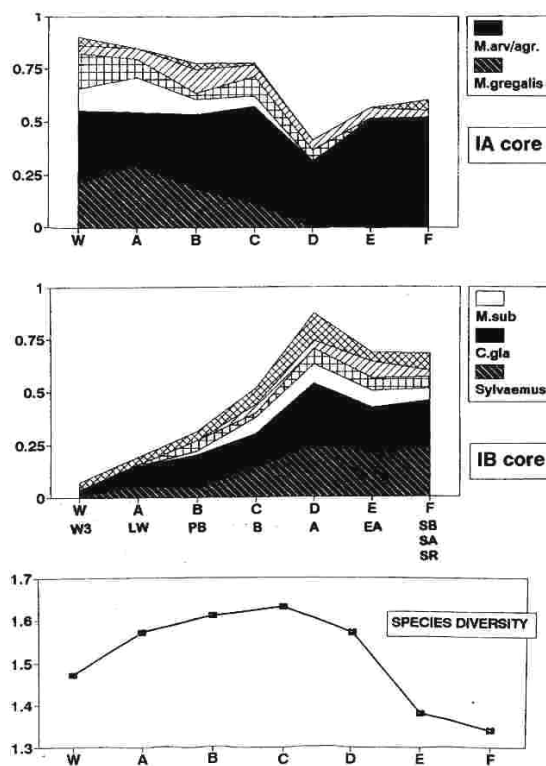 1
0.75
0.5
0.25
0
W A B C D E F
M.arv/agr.
M.gregalis
IA core
1
0.75
0.5
0.25
0
W A B C D E F
W3 LW PB B A EA SB
SA
SR
M.sub
C.gla
Sylvaemus
IB core
1.7
1.6
1.5
1.4
1.3
W A B C D E F
SPECIES DIVERSITY